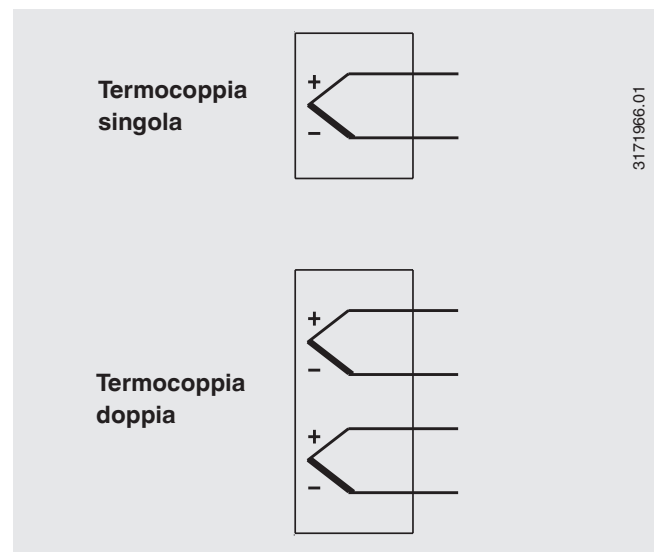 Termocoppia
singola
+
–
3171966.01
Termocoppia
doppia
+
–
+
–